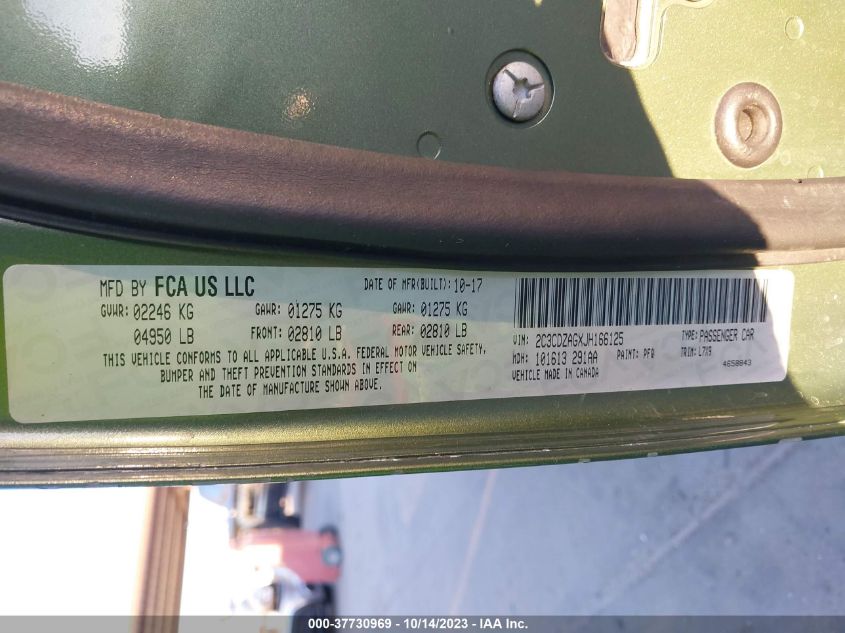 MFD BY FCA US LLC DATE OF MFR(BUILT): 10-17
GVWR: 02246 KG GAWR: 01275 KG GAWR: 01275 KG
04950 LB FRONT: 02810 LB REAR: 02810 LB
THIS VEHICLE CONFORMS TO ALL APPLICABLE U.S.A. FEDERAL MOTOR VEHICLE SAFETY,
BUMPER AND THEFT PREVENTION STANDARDS IN EFFECT ON
THE DATE OF MANUFACTURE SHOWN ABOVE.
VIN: 2C3CDZAGXJH166125 TYPE: PASSENGER CAR
MDH: 101613 291AA PAINT: PFQ TRIM: L7X9
VEHICLE MADE IN CANADA 4658843
000-37730969 - 10/14/2023 - IAA Inc.